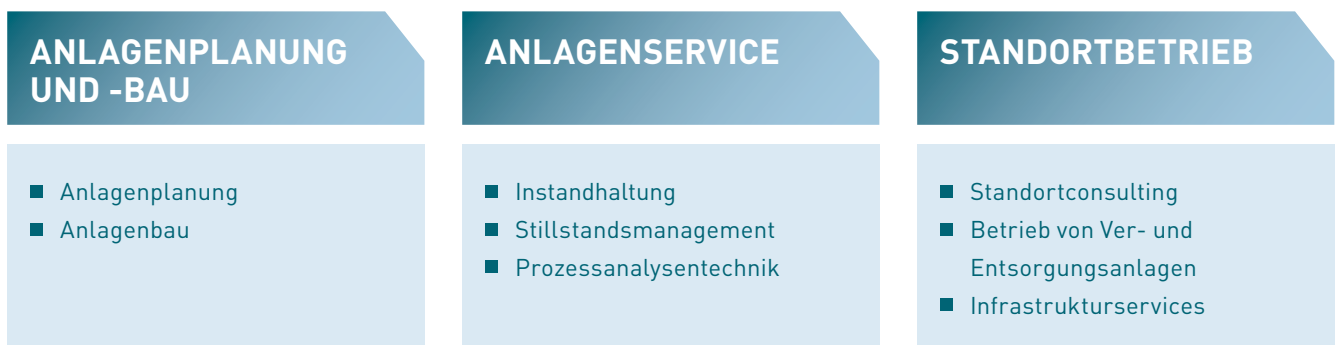 ANLAGENPLANUNG
UND -BAU
Anlagenplanung
Anlagenbau
ANLAGENSERVICE
Instandhaltung
Stillstandsmanagement
Prozessanalysentechnik
STANDORTBETRIEB
Standortconsulting
Betrieb von Ver- und
Entsorgungsanlagen
Infrastrukturservices